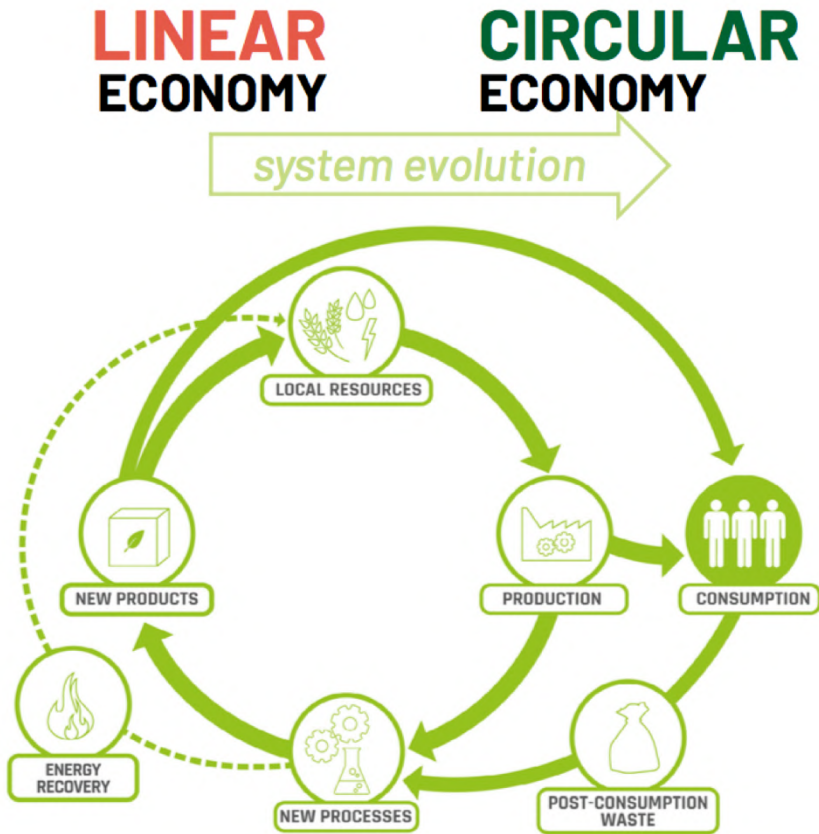 LINEAR
ECONOMY
CIRCULAR
ECONOMY
system evolution
LOCAL RESOURCES
NEW PRODUCTS
PRODUCTION
CONSUMPTION
ENERGY
RECOVERY
NEW PROCESSES
POST-CONSUMPTION
WASTE